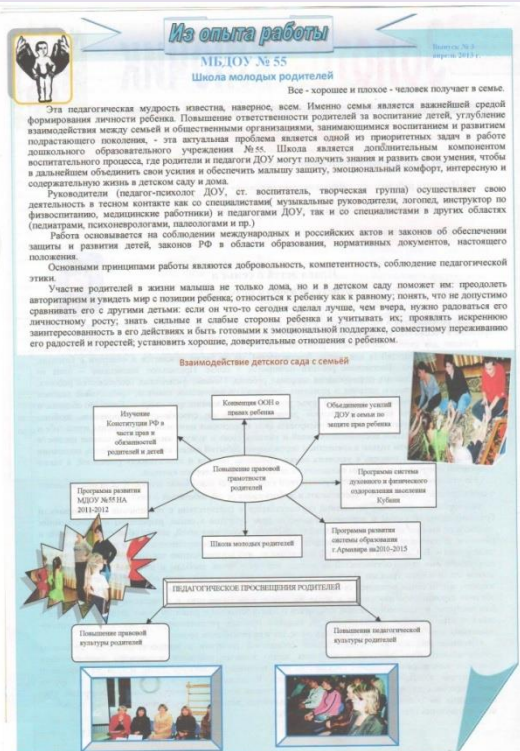 Из опыта работы
Выпуск № 3
апрель 2013 г.
МБДОУ № 55
Школа молодых родителей
Все - хорошее и плохое - человек получает в семье.
Эта педагогическая мудрость известна, наверное, всем. Именно семья является важнейшей средой
формирования личности ребенка. Повышение ответственности родителей за воспитание детей, углубление
взаимодействия между семьей и общественными организациями, занимающимися воспитанием и развитием
подрастающего поколения, - эта актуальная проблема является одной из приоритетных задач в работе
дошкольного образовательного учреждения № 55. Школа является дополнительным компонентом
воспитательного процесса, где родители и педагоги ДОУ могут получить знания и развить свои умения, чтобы
в дальнейшем объединить свои усилия и обеспечить малышу защиту, эмоциональный комфорт, интересную и
содержательную жизнь в детском саду и дома.
Руководители (педагог-психолог ДОУ, ст. воспитатель, творческая группа) осуществляет свою
деятельность в тесном контакте как со специалистами( музыкальные руководители, логопед, инструктор по
физвоспитанию, медицинские работники) и педагогами ДОУ, так и со специалистами в других областях
(педиатрами, психоневрологами, палеологами и пр.)
Работа основывается на соблюдении международных и российских актов и законов об обеспечении
защиты и развития детей, законов РФ в области образования, нормативных документов, настоящего
положения.
Основными принципами работы являются добровольность, компетентность, соблюдение педагогической
этики.
Участие родителей в жизни малыша не только дома, но и в детском саду поможет им: преодолеть
авторитаризм и увидеть мир с позиции ребенка; относиться к ребенку как к равному; понять, что не допустимо
сравнивать его с другими детьми: если он что-то сегодня сделал лучше, чем вчера, нужно радоваться его
личностному росту; знать сильные и слабые стороны ребенка и учитывать их; проявлять искреннюю
заинтересованность в его действиях и быть готовыми к эмоциональной поддержке, совместному переживанию
его радостей и горестей; установить хорошие, доверительные отношения с ребенком.
Взаимодействие детского сада с семьёй
Изучение
Конституции РФ в
части прав и
обязанностей
родителей и детей
Конвенция ООН о
правах ребенка
Объединение усилий
ДОУ и семьи по
защите прав ребенка
Повышение правовой
грамотности
родителей
Программа развития
МДОУ №55 НА
2011-2012
Программа система
духовного и физического
оздоровления населения
Кубани
Школа молодых родителей
Программа развития
системы образования
г.Армавира на2010-2015
ПЕДАГОГИЧЕСКОЕ ПРОСВЕЩЕНИЯ РОДИТЕЛЕЙ
Повышения правовой
культуры родителей
Повышения педагогической
культуры родителей